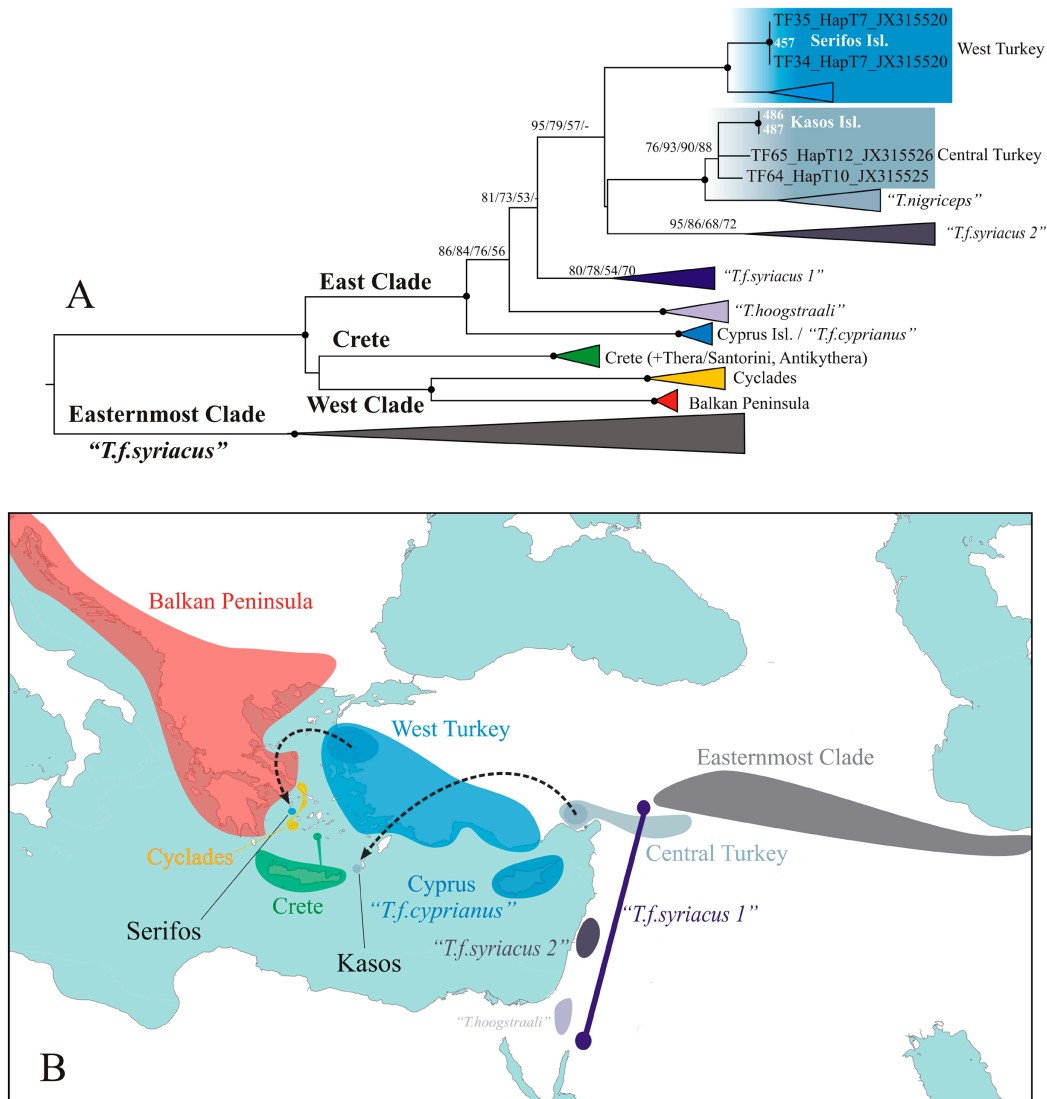 TF35_HapT7_JX315520
457 Serifos Isl.
West Turkey
TF34_HapT7_JX315520
95/79/57/-
486
487
Kasos Isl.
76/93/90/88
TF65_HapT12_JX315526
Central Turkey
TF64_HapT10_JX315525
81/73/53/-
"T.nigriceps"
95/86/68/72
"T.f.syriacus 2"
86/84/76/56
80/78/54/70
"T.f.syriacus 1"
A
East Clade
"T.hoogstraali"
Cyprus Isl. / "T.f.cyprianus"
Crete
Crete (+Thera/Santorini, Antikythera)
Cyclades
West Clade
Balkan Peninsula
Easternmost Clade
"T.f.syriacus"
Balkan Peninsula
West Turkey
Easternmost Clade
Cyclades
Central Turkey
Crete
Cyprus
"T.f.cyprianus"
"T.f.syriacus 1"
Serifos
"T.f.syriacus 2"
Kasos
"T.hoogstraali"
B